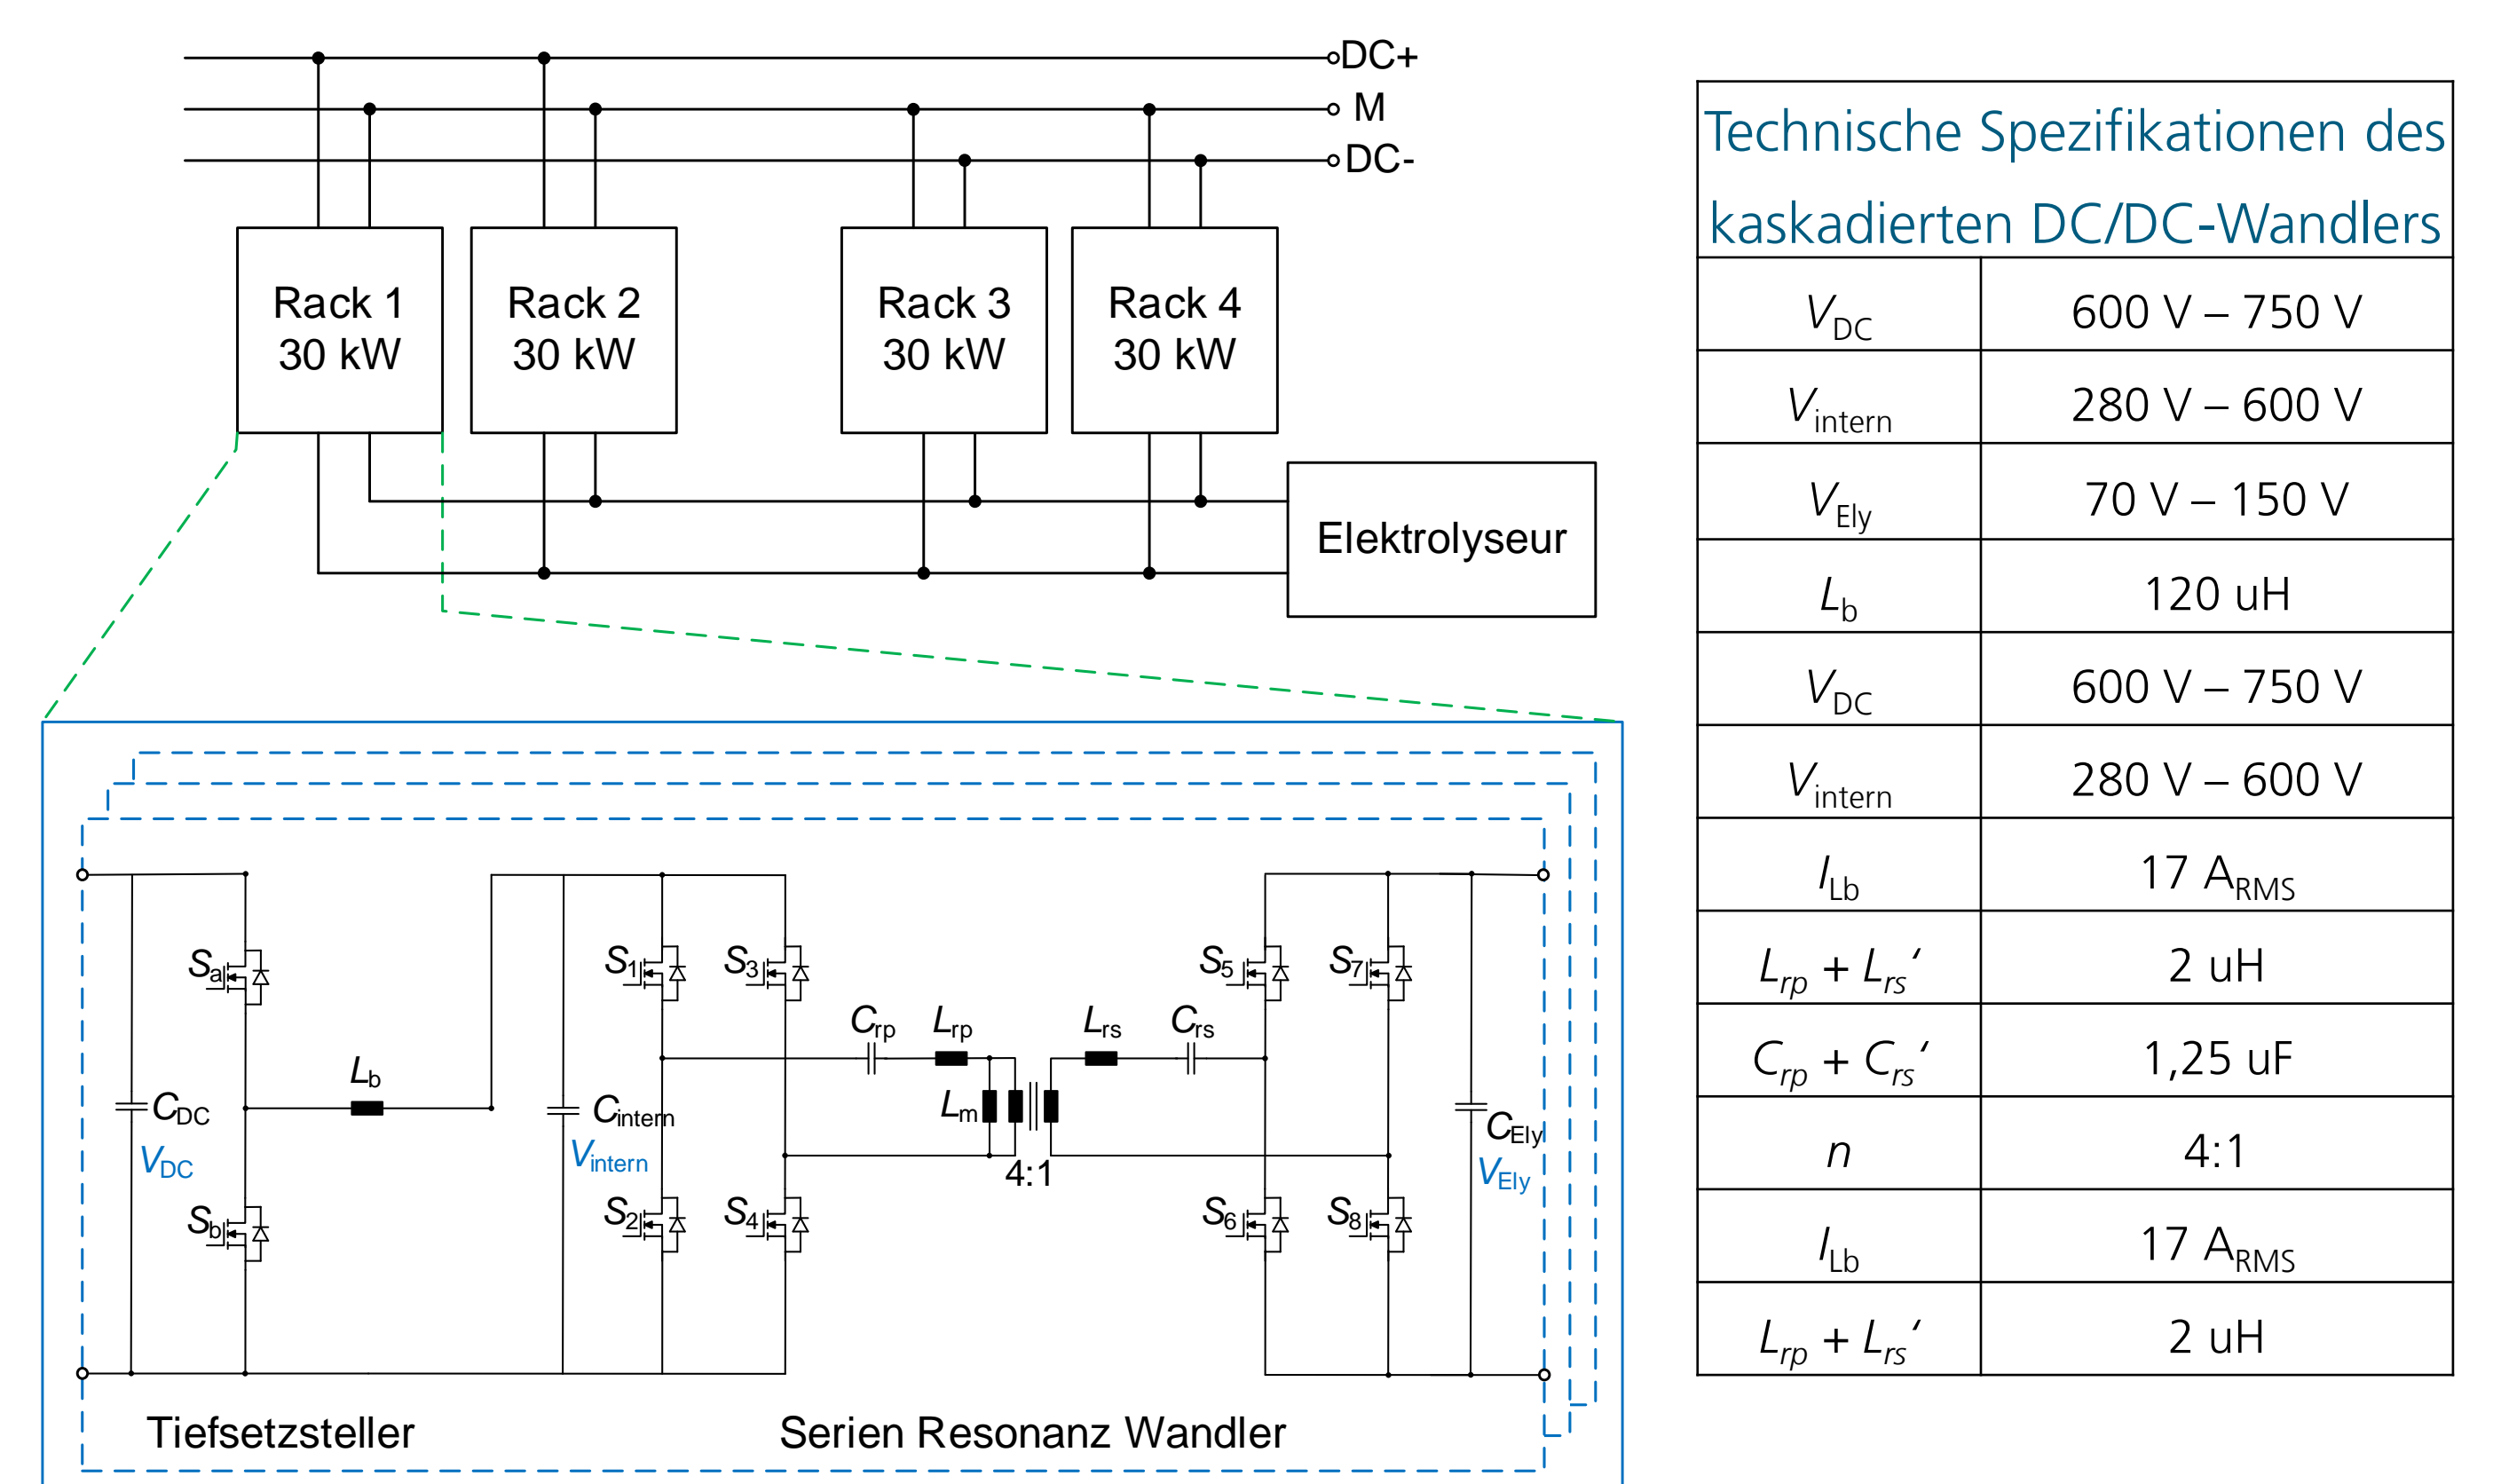 DC+
M
DC-
Rack 1
30 kW
Rack 2
30 kW
Rack 3
30 kW
Rack 4
30 kW
Elektrolyseur
Sa
Sb
Lb
CDC
VDC
Cintern
Vintern
S1
S3
S2
S4
Crp
Lrp
Lm
4:1
Lrs
Crs
S5
S7
S6
S8
CEly
VEly
Tiefsetzsteller
Serien Resonanz Wandler
Technische Spezifikationen des
kaskadierten DC/DC-Wandlers
VDC 600 V – 750 V
Vintern 280 V – 600 V
VEly 70 V – 150 V
Lb 120 uH
VDC 600 V – 750 V
Vintern 280 V – 600 V
ILb 17 ARMS
Lrp + Lrs‘ 2 uH
Crp + Crs‘ 1,25 uF
n 4:1
ILb 17 ARMS
Lrp + Lrs‘ 2 uH